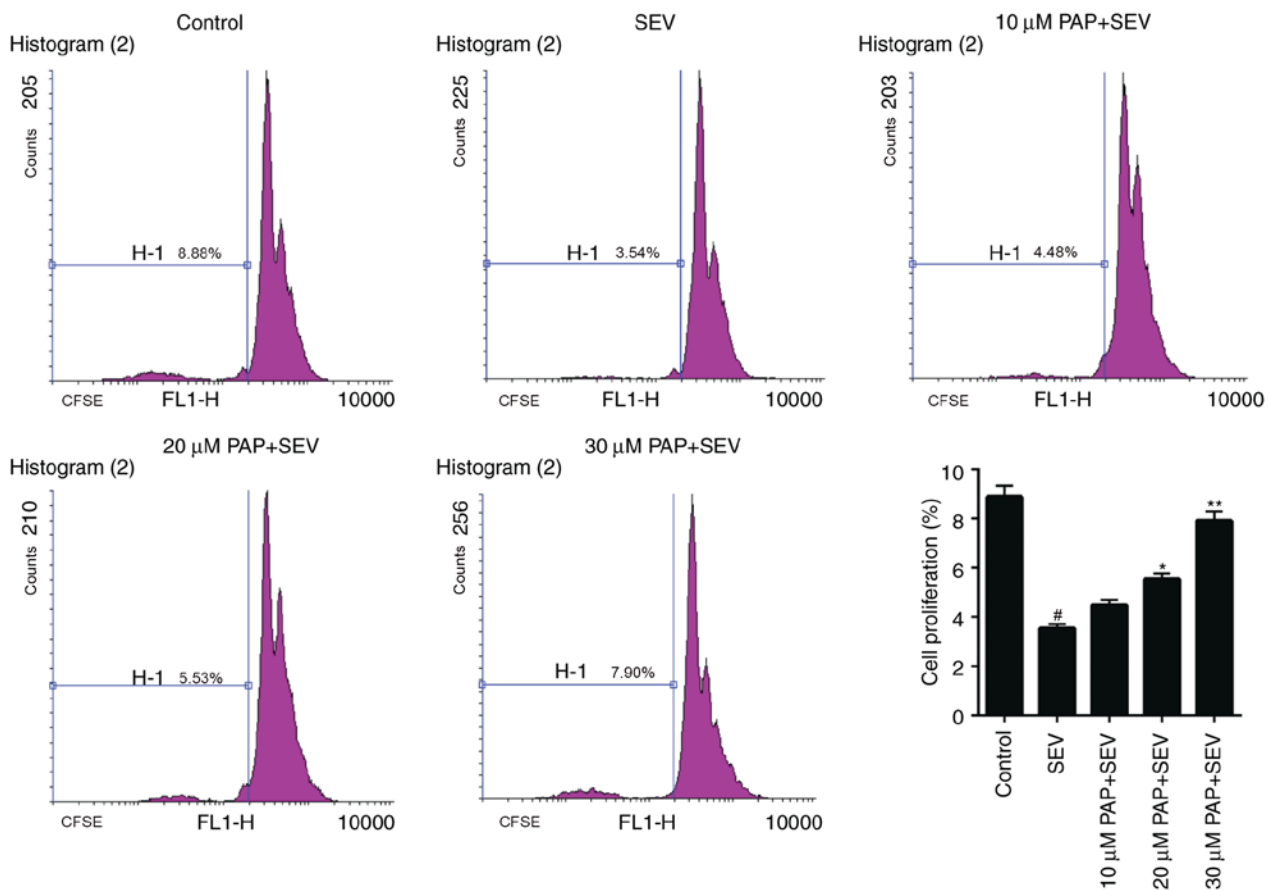 Control
Histogram (2)
205
Counts
H-1 8.88%
CFSE FL1-H 10000
SEV
225
Counts
H-1 3.54%
CFSE FL1-H 10000
10 μM PAP+SEV
Histogram (2)
203
Counts
H-1 4.48%
CFSE FL1-H 10000
20 μM PAP+SEV
Histogram (2)
210
Counts
H-1 5.53%
CFSE FL1-H 10000
30 μM PAP+SEV
Histogram (2)
256
Counts
H-1 7.90%
CFSE FL1-H 10000
Cell proliferation (%)
10
8
6
4
2
0
#
*
**
Control
SEV
10 μM PAP+SEV
20 μM PAP+SEV
30 μM PAP+SEV